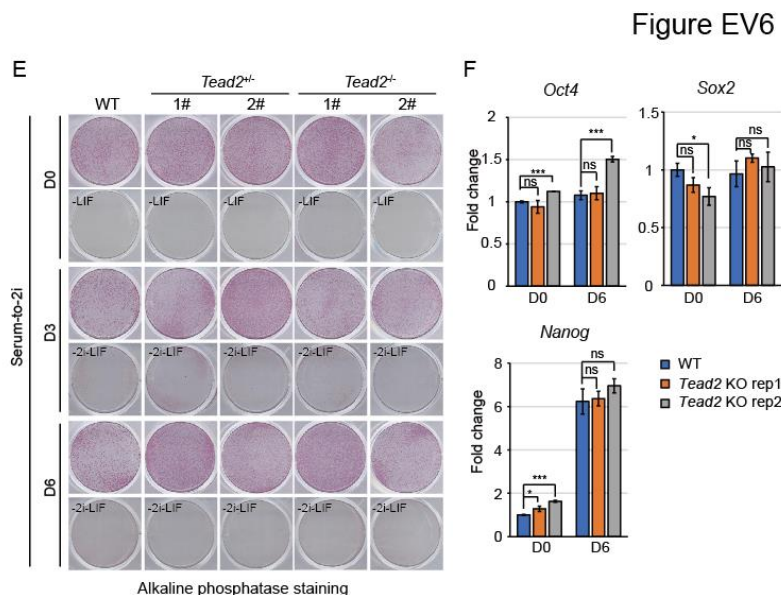 Figure EV6
E
Tead2+/-
Tead2-/-
WT
1#
2#
1#
2#
Serum-to-2i
D0
-LIF
-LIF
-LIF
-LIF
-LIF
D3
-2i-LIF
-2i-LIF
-2i-LIF
-2i-LIF
-2i-LIF
D6
-2i-LIF
-2i-LIF
-2i-LIF
-2i-LIF
-2i-LIF
Alkaline phosphatase staining
F
Oct4
Fold change
2
1.5
1
0.5
0
***
ns
***
ns
D0
D6
Sox2
1.5
1
0.5
0
*
ns
ns
ns
D0
D6
Nanog
Fold change
8
6
4
2
0
***
*
ns
ns
D0
D6
WT
Tead2 KO rep1
Tead2 KO rep2